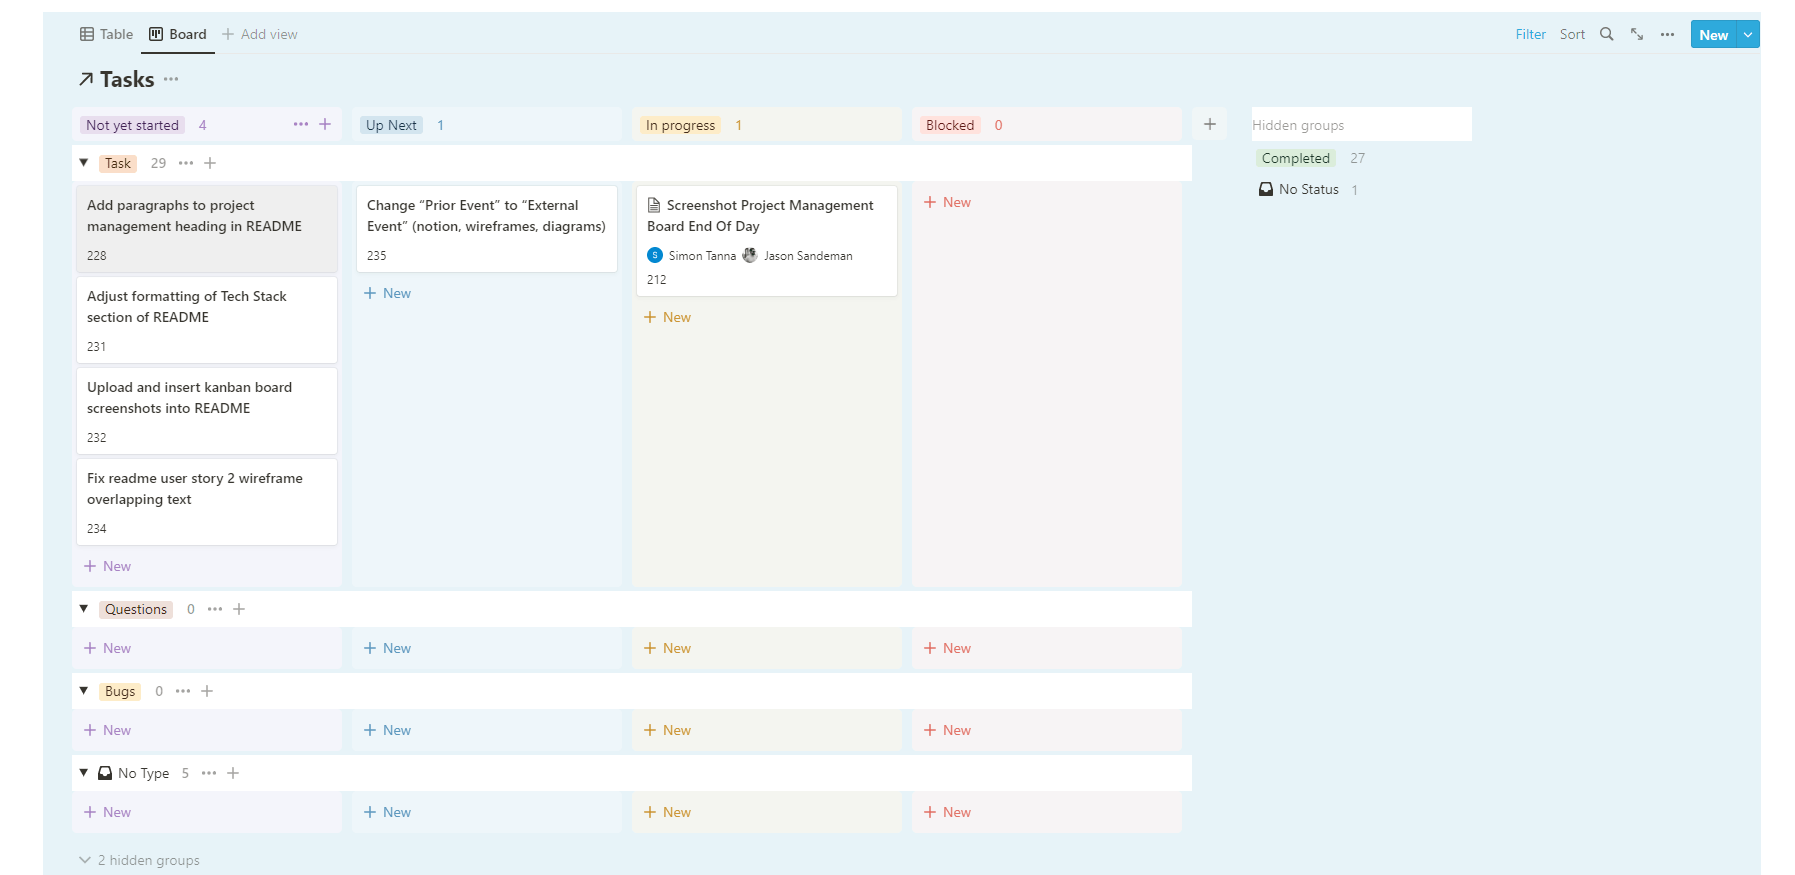 Table Board + Add view Filter Sort New
Tasks
Not yet started 4 Up Next 1 In progress 1 Blocked 0 Hidden groups
Completed 27
Task 29
No Status 1
Add paragraphs to project
management heading in README
228
Adjust formatting of Tech Stack
section of README
231
Upload and insert kanban board
screenshots into README
232
Fix readme user story 2 wireframe
overlapping text
234
+ New
Change “Prior Event” to “External
Event” (notion, wireframes, diagrams)
235
+ New
Screenshot Project Management
Board End Of Day
S Simon Tanna Jason Sandeman
212
+ New
+ New
Questions 0
+ New + New + New + New
Bugs 0
+ New + New + New + New
No Type 5
+ New + New + New + New
2 hidden groups